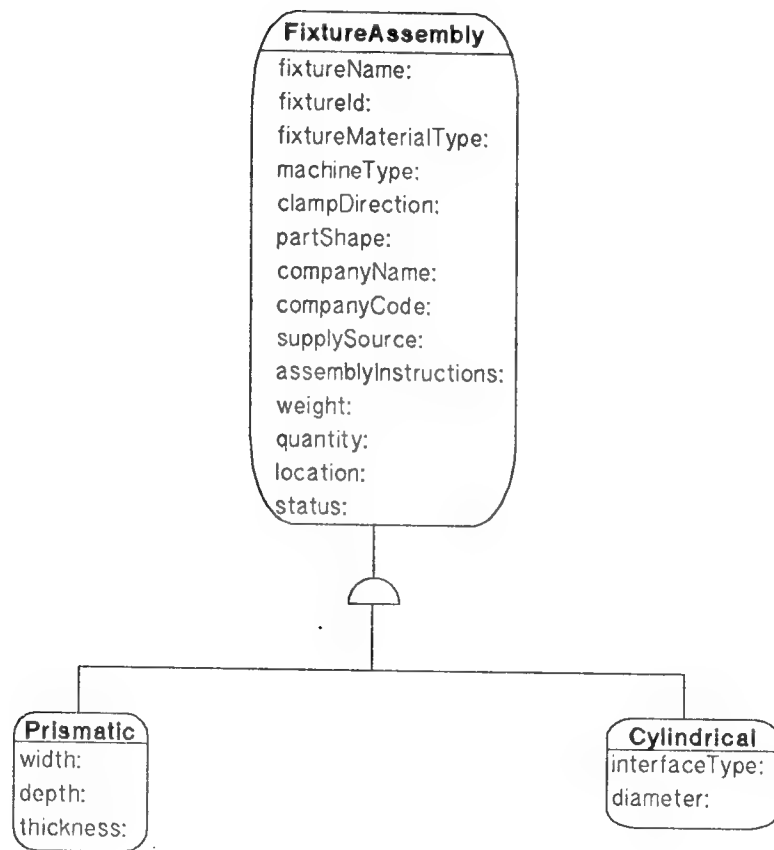 FixtureAssembly
fixtureName:
fixtureId:
fixtureMaterialType:
machineType:
clampDirection:
partShape:
companyName:
companyCode:
supplySource:
assemblyInstructions:
weight:
quantity:
location:
status:
Prismatic
width:
depth:
thickness:
Cylindrical
interfaceType:
diameter: